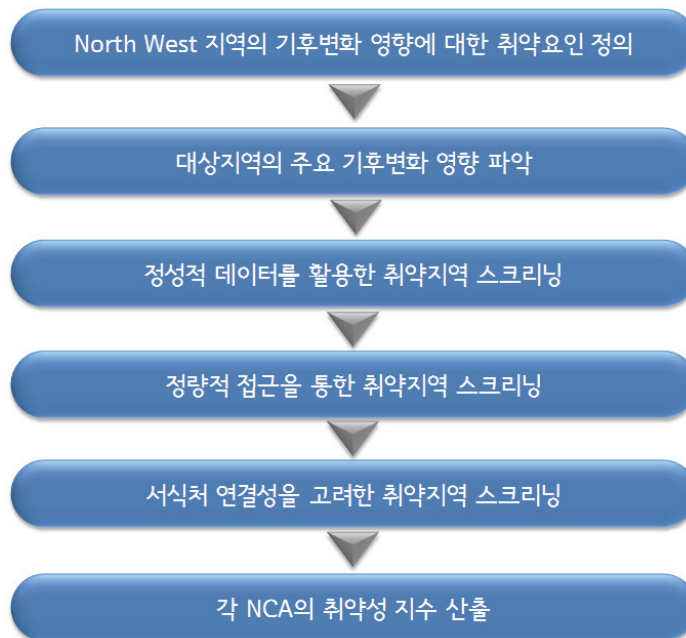 North West 지역의 기후변화 영향에 대한 취약요인 정의
대상지역의 주요 기후변화 영향 파악
정성적 데이터를 활용한 취약지역 스크리닝
정량적 접근을 통한 취약지역 스크리닝
서식처 연결성을 고려한 취약지역 스크리닝
각 NCA의 취약성 지수 산출